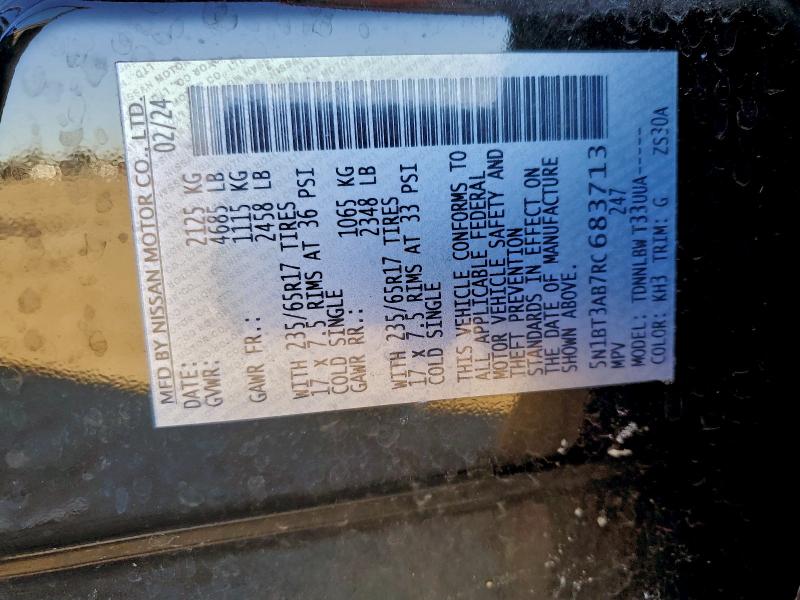 MFD BY NISSAN MOTOR CO., LTD.
DATE: 02/24
GVWR: 2125 KG
4685 LB
GAWR FR.: 1115 KG
2458 LB
WITH 235/65R17 TIRES
17 X 7.5 RIMS AT 36 PSI
COLD SINGLE
GAWR RR.: 1065 KG
2348 LB
WITH 235/65R17 TIRES
17 X 7.5 RIMS AT 33 PSI
COLD SINGLE
THIS VEHICLE CONFORMS TO
ALL APPLICABLE FEDERAL
MOTOR VEHICLE SAFETY AND
THEFT PREVENTION
STANDARDS IN EFFECT ON
THE DATE OF MANUFACTURE
SHOWN ABOVE.
5N1BT3AB7RC683713
MPV 247
MODEL: TDNNLBW T33UUA-----
COLOR: KH3 TRIM: G ZS30A